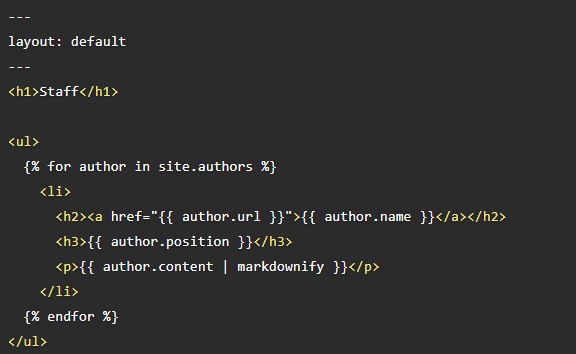 ---
layout: default
---
<h1>Staff</h1>

<ul>
  {% for author in site.authors %}
    <li>
      <h2><a href="{{ author.url }}">{{ author.name }}</a></h2>
      <h3>{{ author.position }}</h3>
      <p>{{ author.content | markdownify }}</p>
    </li>
  {% endfor %}
</ul>